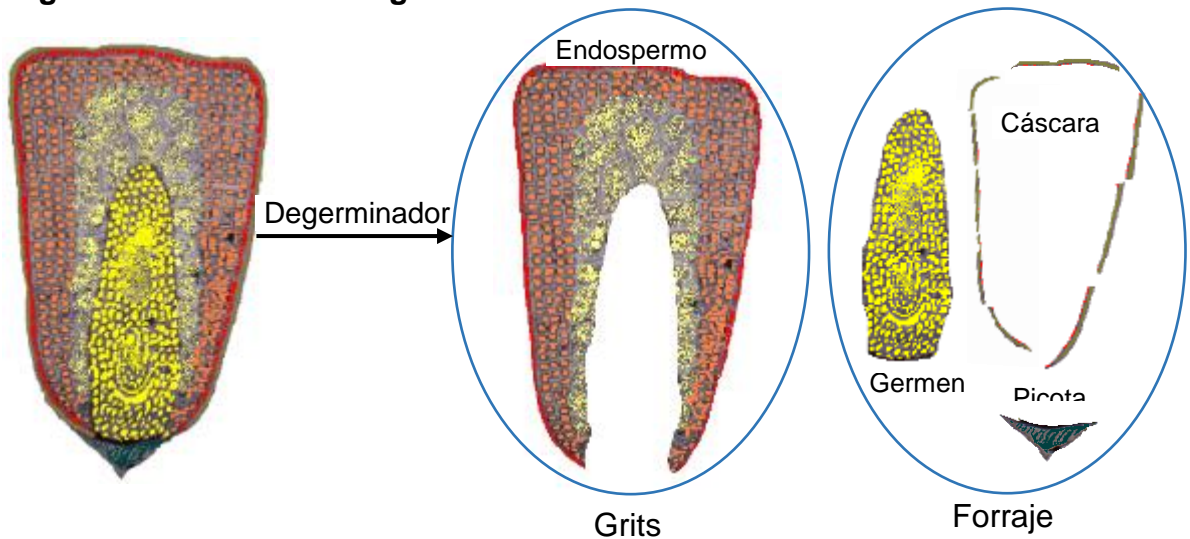 Endospermo
Cáscara
Degerminador
Germen
Picota
Grits
Forraje